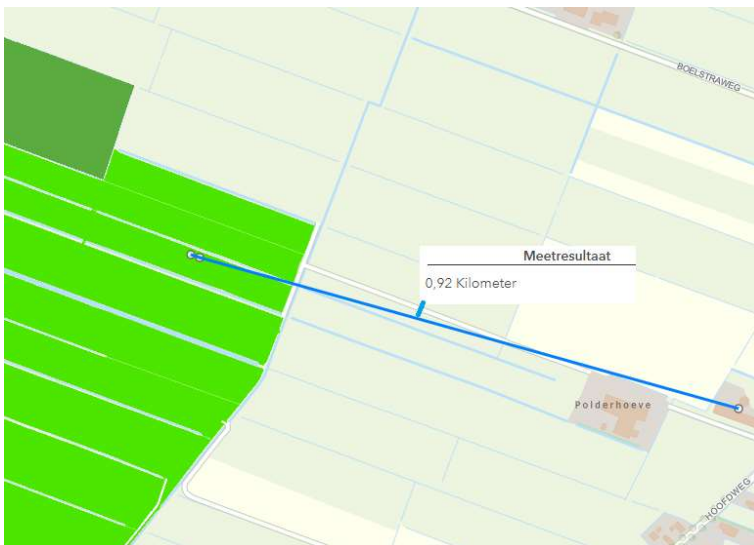 BOELSTRAWEG
Meetresultaat
0,92 Kilometer
Polderhoeve
HOOFDWEG